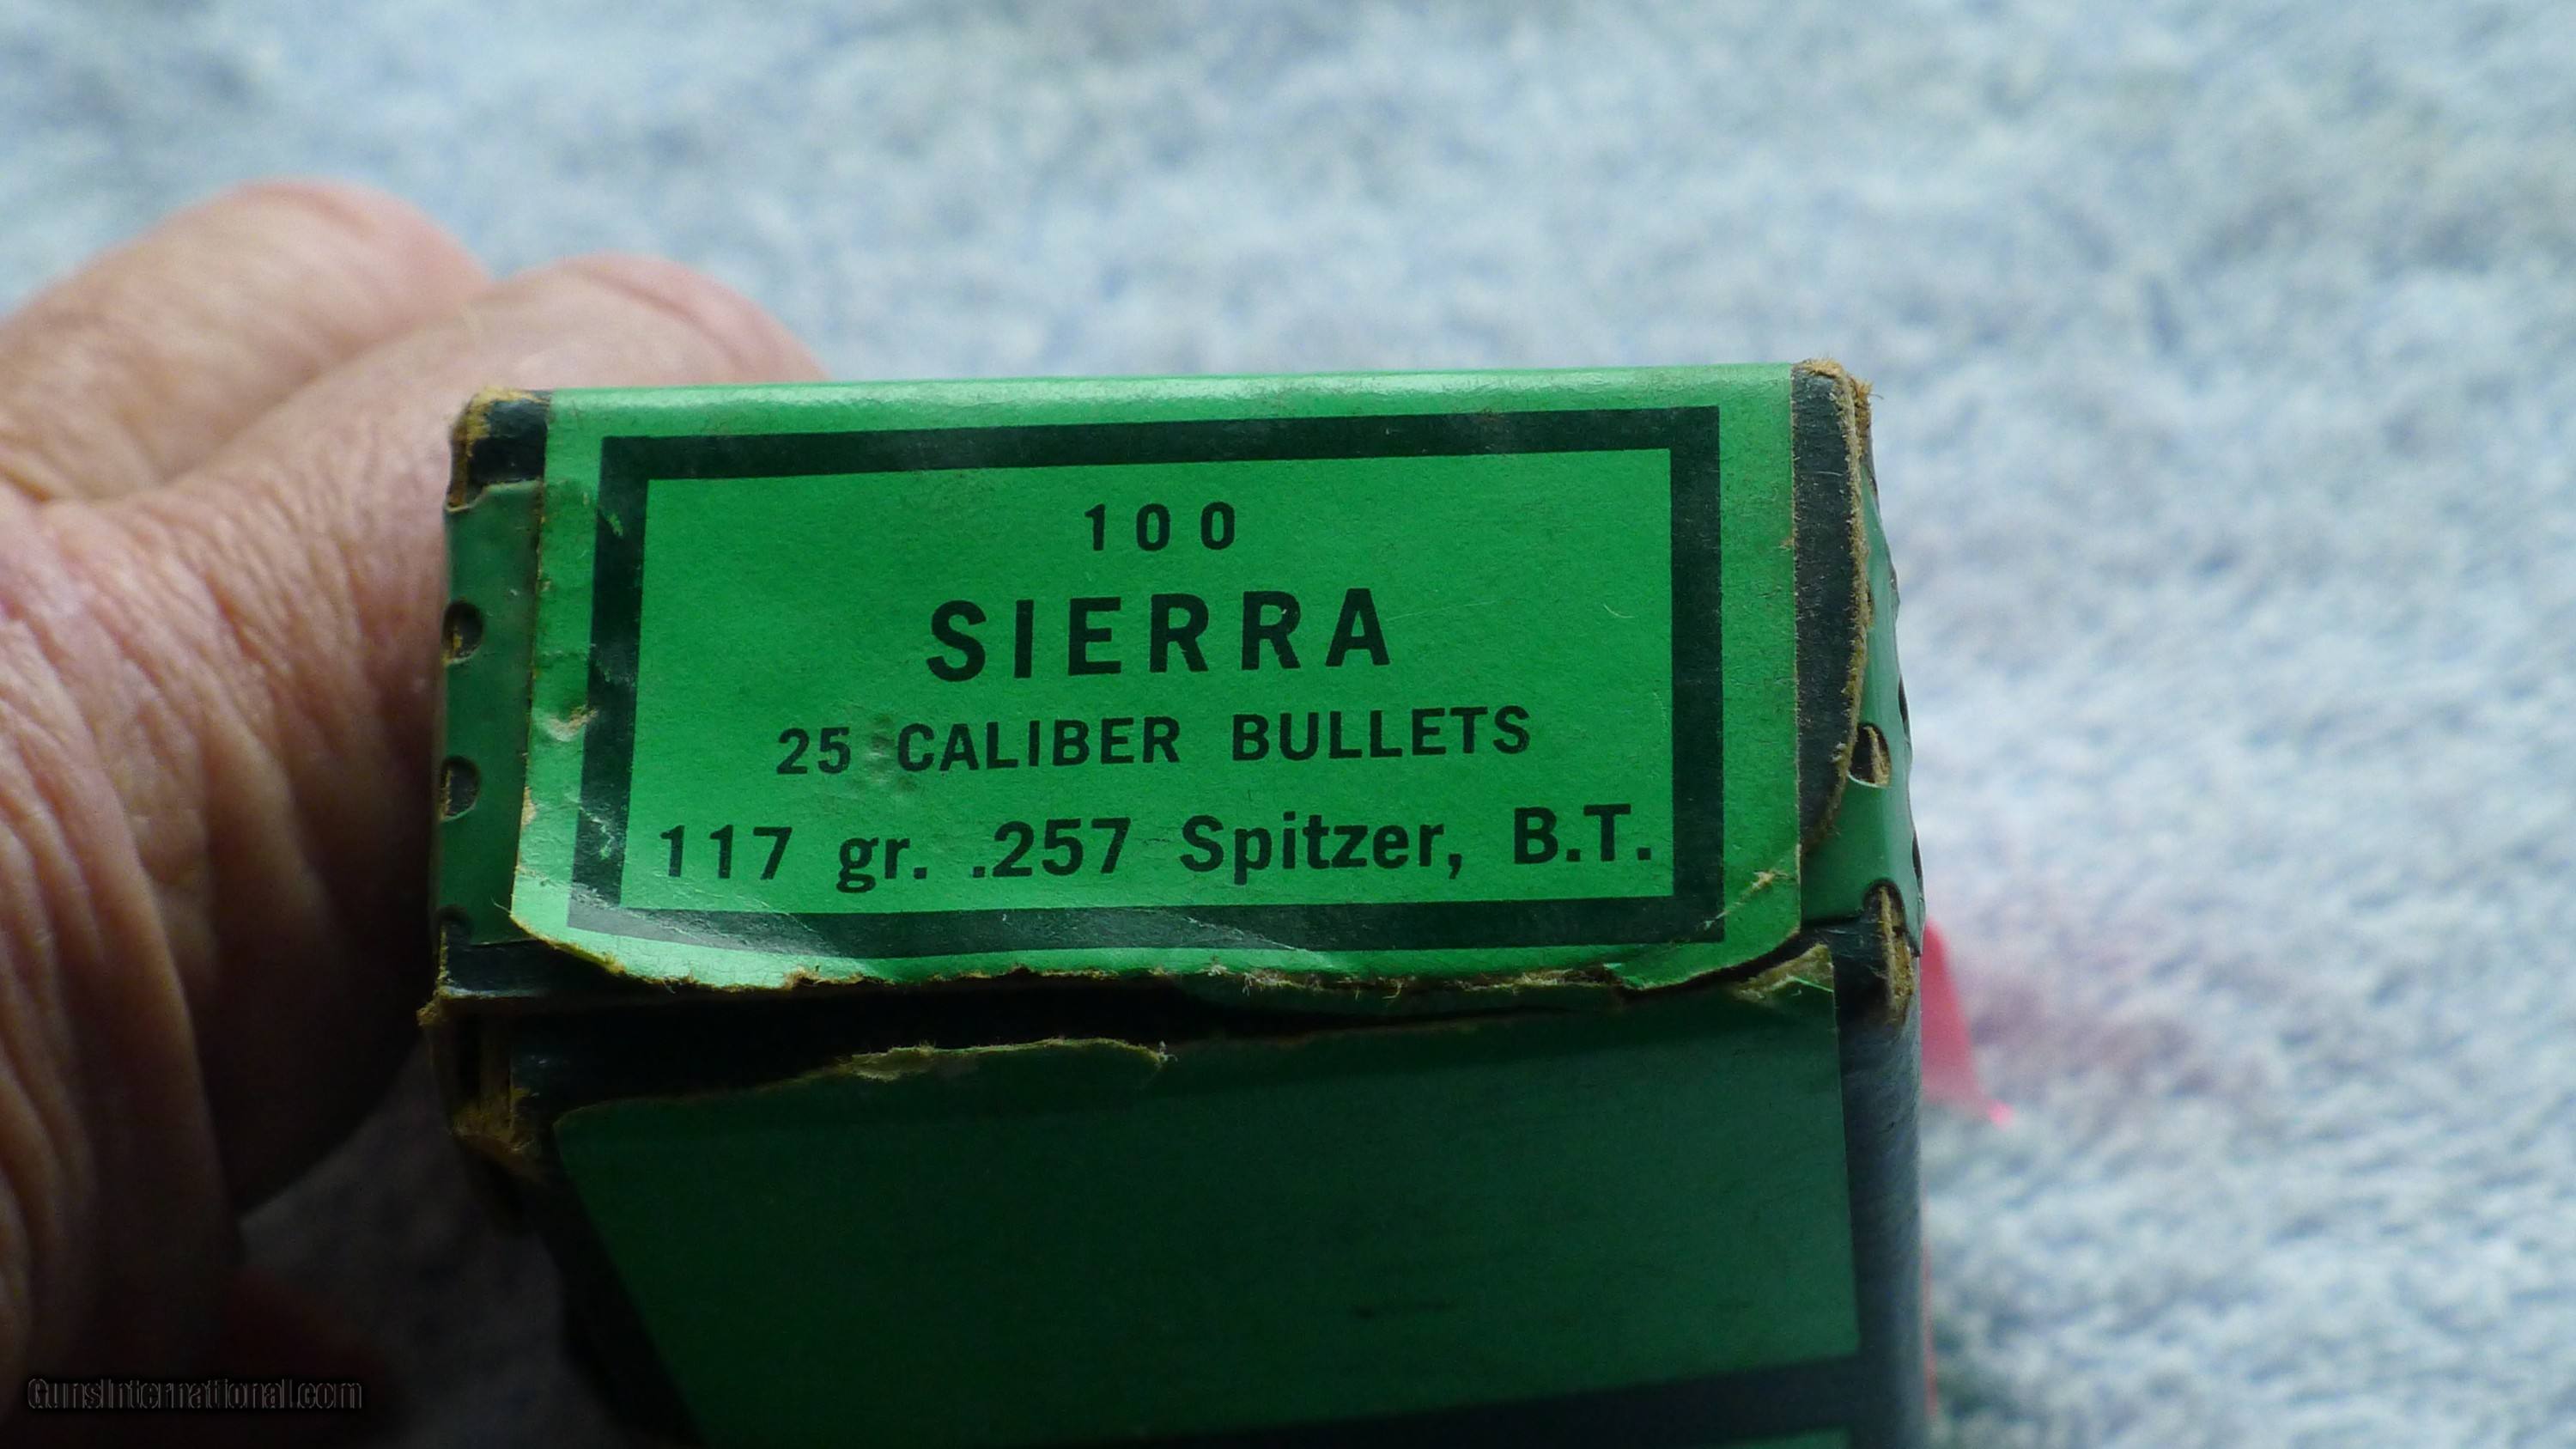 100
SIERRA
25 CALIBER BULLETS
117 gr. .257 Spitzer, B.T.
GunsInternational.com